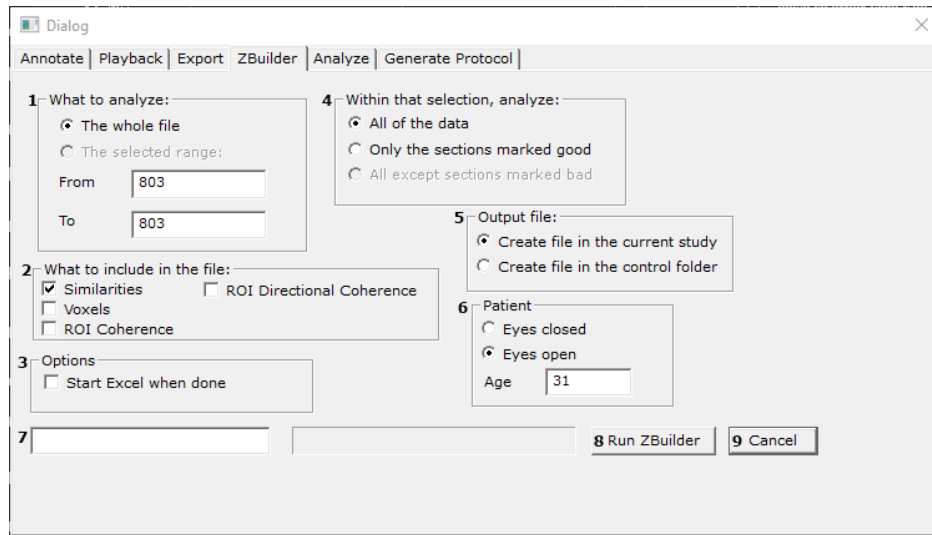 Dialog
Annotate Playback Export ZBuilder Analyze Generate Protocol
1 What to analyze:
The whole file
The selected range:
From 803
To 803
2 What to include in the file:
Similarities ROI Directional Coherence
Voxels
ROI Coherence
3 Options
Start Excel when done
4 Within that selection, analyze:
All of the data
Only the sections marked good
All except sections marked bad
5 Output file:
Create file in the current study
Create file in the control folder
6 Patient
Eyes closed
Eyes open
Age 31
7
8 Run ZBuilder 9 Cancel